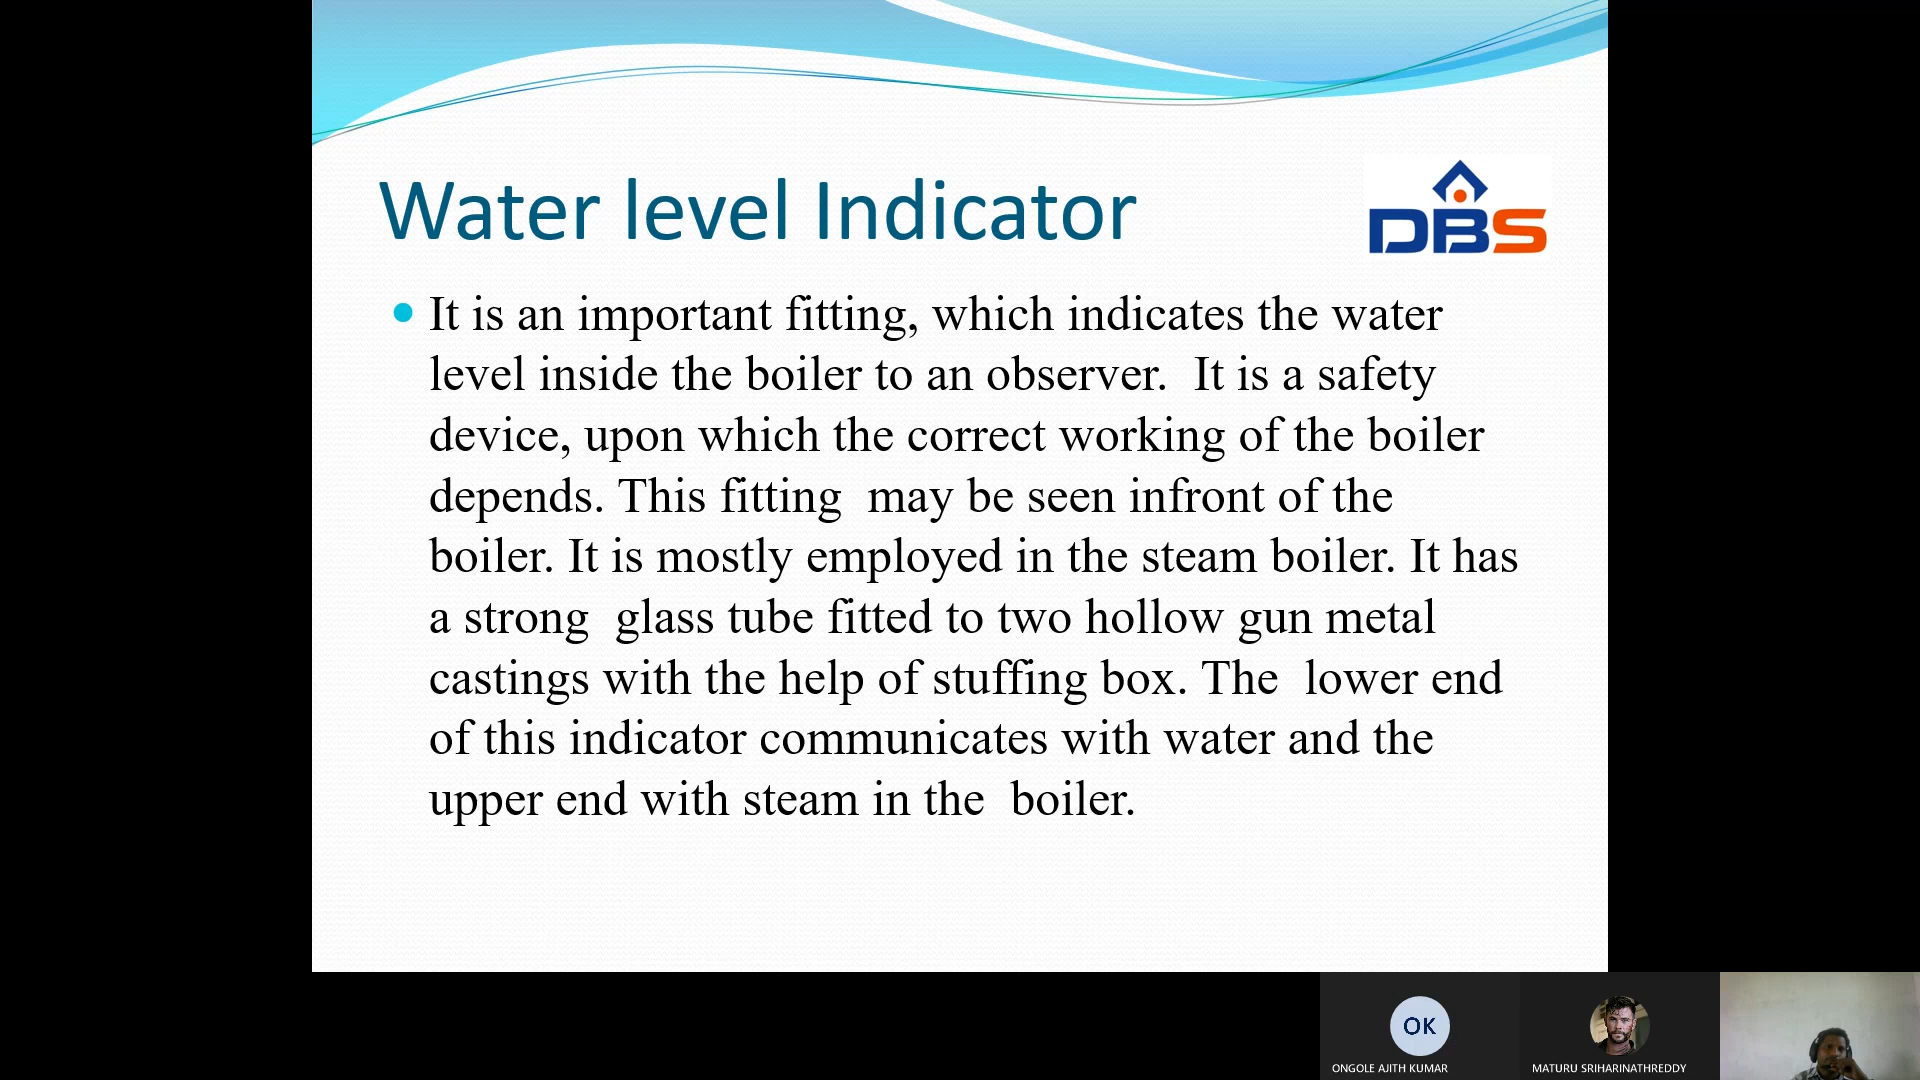 Water level Indicator
DBS
It is an important fitting, which indicates the water
level inside the boiler to an observer.  It is a safety
device, upon which the correct working of the boiler
depends. This fitting  may be seen infront of the
boiler. It is mostly employed in the steam boiler. It has
a strong  glass tube fitted to two hollow gun metal
castings with the help of stuffing box. The  lower end
of this indicator communicates with water and the
upper end with steam in the  boiler.
OK
ONGOLE AJITH KUMAR
MATURU SRIHARINATHREDDY